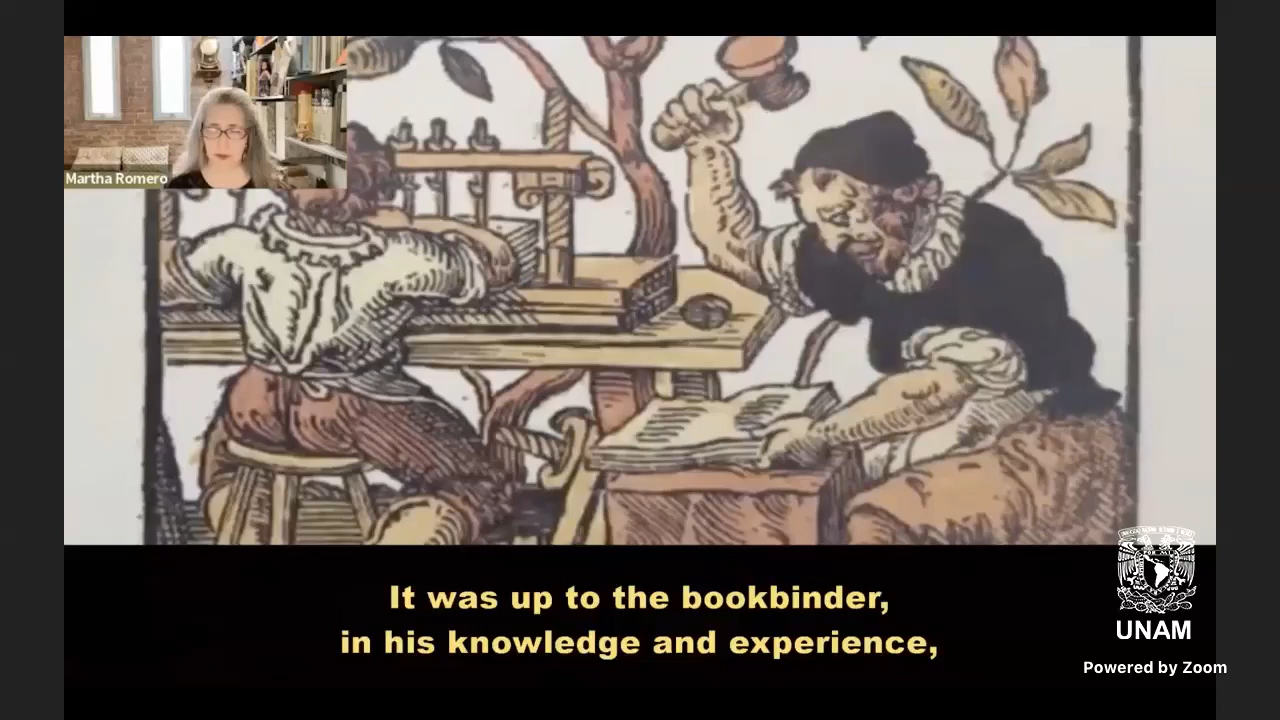 Martha Romero
It was up to the bookbinder,
in his knowledge and experience,
UNAM
Powered by Zoom